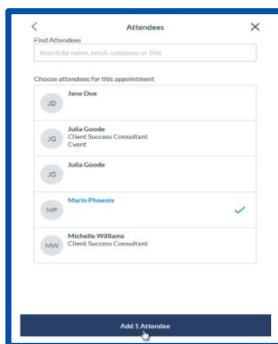 Attendees
Find Attendees
Search by name, email, company, or title
Choose attendees for this appointment
JD
Jane Doe
JG
Julia Goode
Client Success Consultant
Cvent
JG
Julia Goode
MP
Marin Phoenix
MW
Michelle Williams
Client Success Consultant
Add 1 Attendee